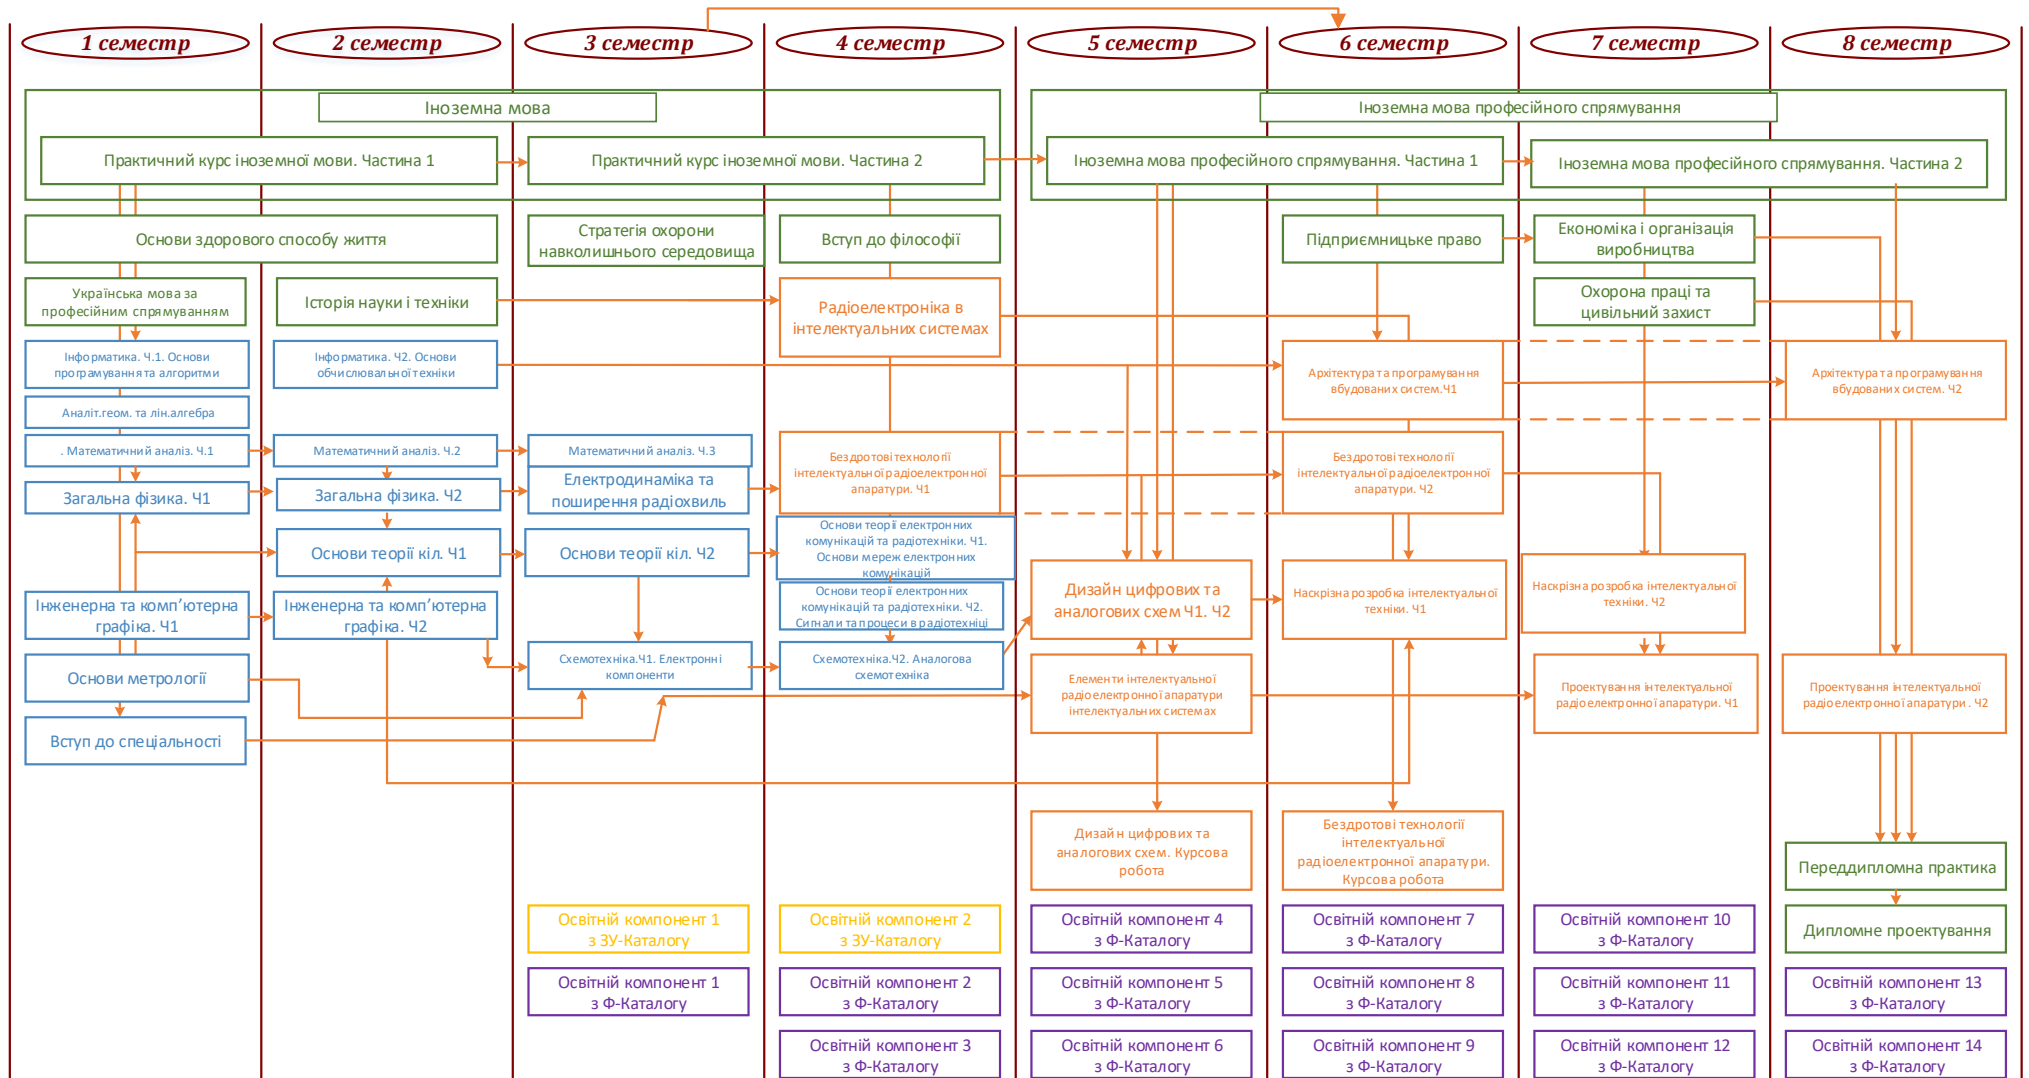 1 семестр
2 семестр
3 семестр
4 семестр
5 семестр
6 семестр
7 семестр
8 семестр
Іноземна мова
Іноземна мова професійного спрямування
Практичний курс іноземної мови. Частина 1
Практичний курс іноземної мови. Частина 2
Іноземна мова професійного спрямування. Частина 1
Іноземна мова професійного спрямування. Частина 2
Основи здорового способу життя
Стратегія охорони
навколишнього середовища
Вступ до філософії
Підприємницьке право
Економіка і організація
виробництва
Українська мова за
професійним спрямуванням
Історія науки і техніки
Радіоелектроніка в
інтелектуальних системах
Охорона праці та
цивільний захист
Інформатика. Ч.1. Основи
програмування та алгоритми
Інформатика. Ч2. Основи
обчислювальної техніки
Архітектура та програмування
вбудованих систем.Ч1
Архітектура та програмування
вбудованих систем. Ч2
Аналіт.геом. та лін.алгебра
. Математичний аналіз. Ч.1
Математичний аналіз. Ч.2
Математичний аналіз. Ч.3
Бездротові технології
інтелектуальної радіоелектронної
апаратури. Ч1
Бездротові технології
інтелектуальної радіоелектронної
апаратури. Ч2
Загальна фізика. Ч1
Загальна фізика. Ч2
Електродинаміка та
поширення радіохвиль
Основи теорії кіл. Ч1
Основи теорії кіл. Ч2
Основи теорії електронних
комунікацій та радіотехніки. Ч1.
Основи мереж електронних
комунікацій
Основи теорії електронних
комунікацій та радіотехніки. Ч2.
Сигнали та процеси в радіотехніці
Дизайн цифрових та
аналогових схем Ч1. Ч2
Наскрізна розробка інтелектуальної
техніки. Ч1
Наскрізна розробка інтелектуальної
техніки. Ч2
Інженерна та комп’ютерна
графіка. Ч1
Інженерна та комп’ютерна
графіка. Ч2
Основи метрології
Схемотехніка.Ч1. Електронні
компоненти
Схемотехніка.Ч2. Аналогова
схемотехніка
Елементи інтелектуальної
радіоелектронної апаратури
інтелектуальних системах
Проектування інтелектуальної
радіоелектронної апаратури. Ч1
Проектування інтелектуальної
радіоелектронної апаратури . Ч2
Вступ до спеціальності
Дизайн цифрових та
аналогових схем. Курсова
робота
Бездротові технології
інтелектуальної
радіоелектронної апаратури.
Курсова робота
Переддипломна практика
Освітній компонент 1
з ЗУ-Каталогу
Освітній компонент 2
з ЗУ-Каталогу
Освітній компонент 4
з Ф-Каталогу
Освітній компонент 7
з Ф-Каталогу
Освітній компонент 10
з Ф-Каталогу
Дипломне проектування
Освітній компонент 1
з Ф-Каталогу
Освітній компонент 2
з Ф-Каталогу
Освітній компонент 5
з Ф-Каталогу
Освітній компонент 8
з Ф-Каталогу
Освітній компонент 11
з Ф-Каталогу
Освітній компонент 13
з Ф-Каталогу
Освітній компонент 3
з Ф-Каталогу
Освітній компонент 6
з Ф-Каталогу
Освітній компонент 9
з Ф-Каталогу
Освітній компонент 12
з Ф-Каталогу
Освітній компонент 14
з Ф-Каталогу